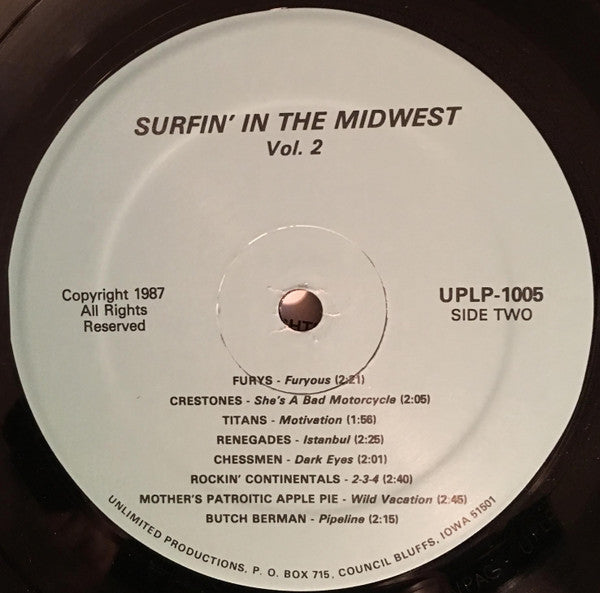 SURFIN' IN THE MIDWEST
Vol. 2
Copyright 1987
All Rights
Reserved
UPLP-1005
SIDE TWO
FURYS - Furyous (2:21)
CRESTONES - She's A Bad Motorcycle (2:05)
TITANS - Motivation (1:56)
RENEGADES - Istanbul (2:25)
CHESSMEN - Dark Eyes (2:01)
ROCKIN' CONTINENTALS - 2-3-4 (2:40)
MOTHER'S PATROITIC APPLE PIE - Wild Vacation (2:45)
BUTCH BERMAN - Pipeline (2:15)
UNLIMITED PRODUCTIONS, P. O. BOX 715, COUNCIL BLUFFS, IOWA 51501